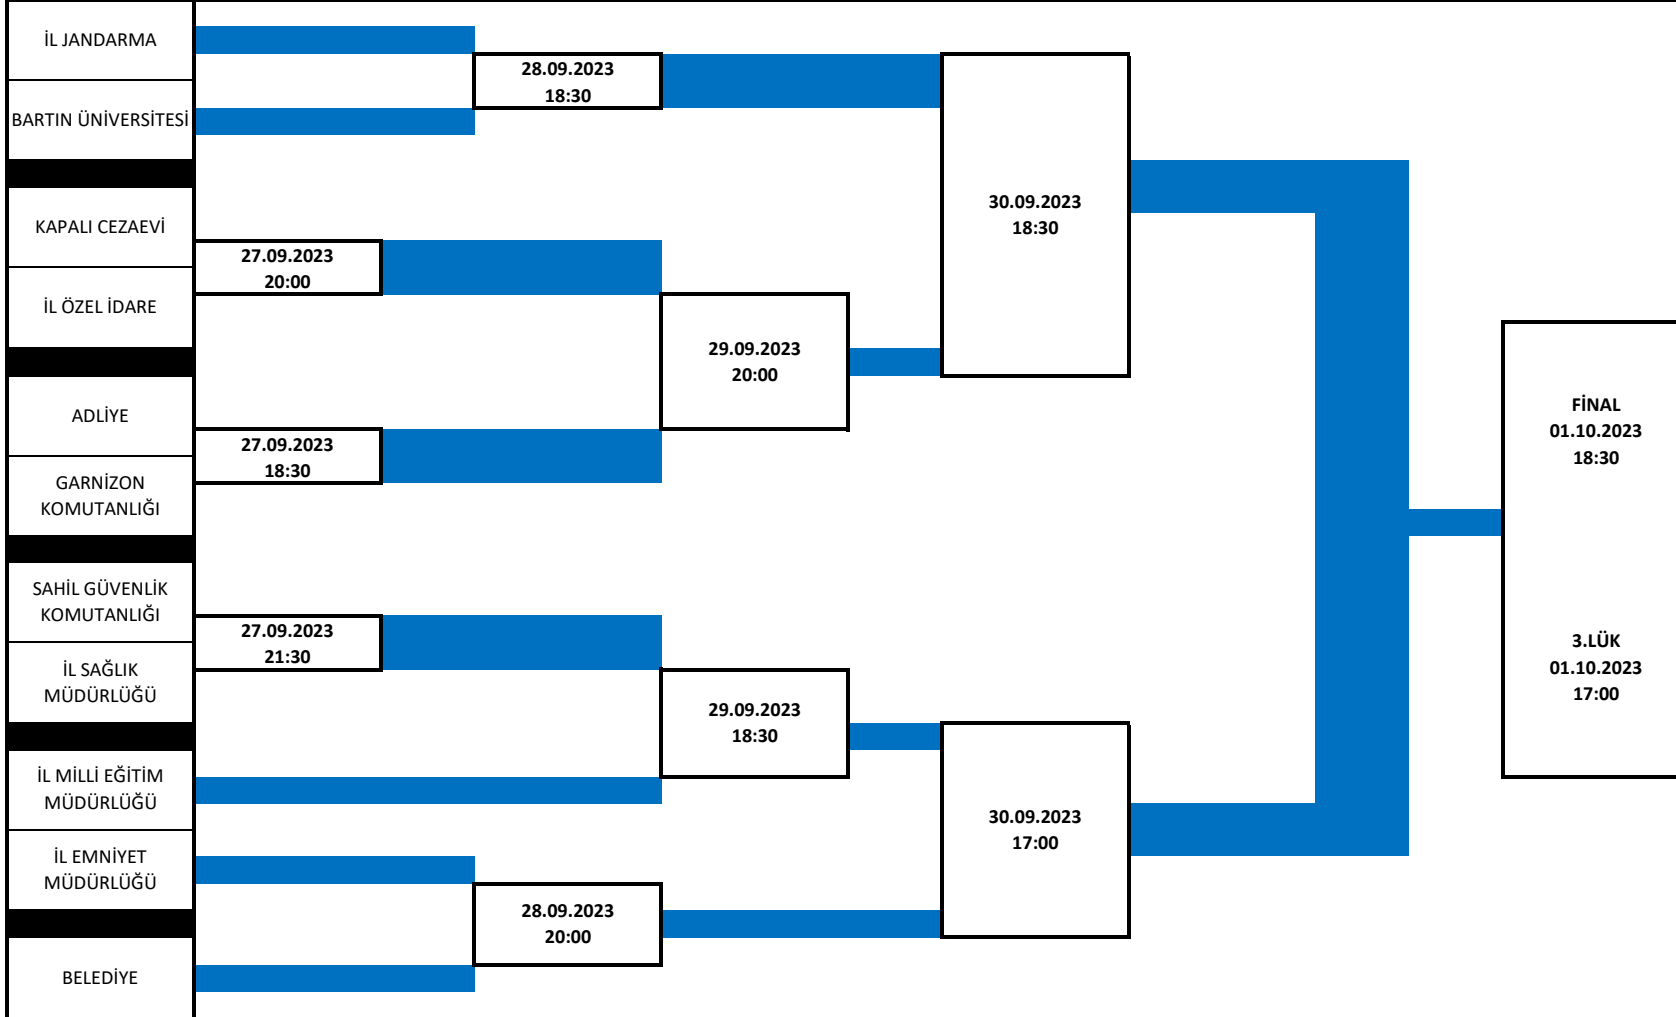 İL JANDARMA
BARTIN ÜNİVERSİTESİ
KAPALI CEZAEVİ
İL ÖZEL İDARE
ADLİYE
GARNİZON
KOMUTANLIĞI
SAHİL GÜVENLİK
KOMUTANLIĞI
İL SAĞLIK
MÜDÜRLÜĞÜ
İL MİLLİ EĞİTİM
MÜDÜRLÜĞÜ
İL EMNİYET
MÜDÜRLÜĞÜ
BELEDİYE
27.09.2023
20:00
27.09.2023
18:30
27.09.2023
21:30
28.09.2023
18:30
28.09.2023
20:00
29.09.2023
20:00
29.09.2023
18:30
30.09.2023
18:30
30.09.2023
17:00
FİNAL
01.10.2023
18:30
3.LÜK
01.10.2023
17:00